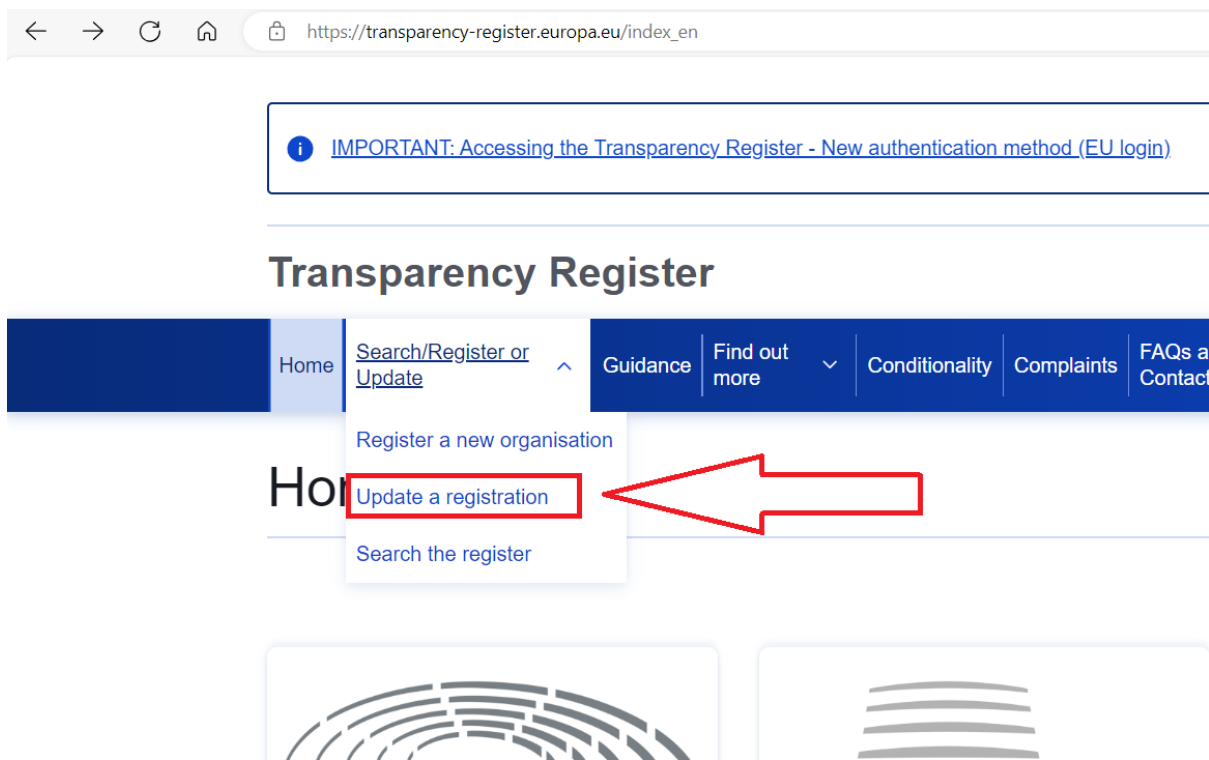 https://transparency-register.europa.eu/index_en
IMPORTANT: Accessing the Transparency Register - New authentication method (EU login)
Transparency Register
Home
Search/Register or
Update
Guidance
Find out
more
Conditionality
Complaints
FAQs a
Contact
Register a new organisation
Hor
Update a registration
Search the register